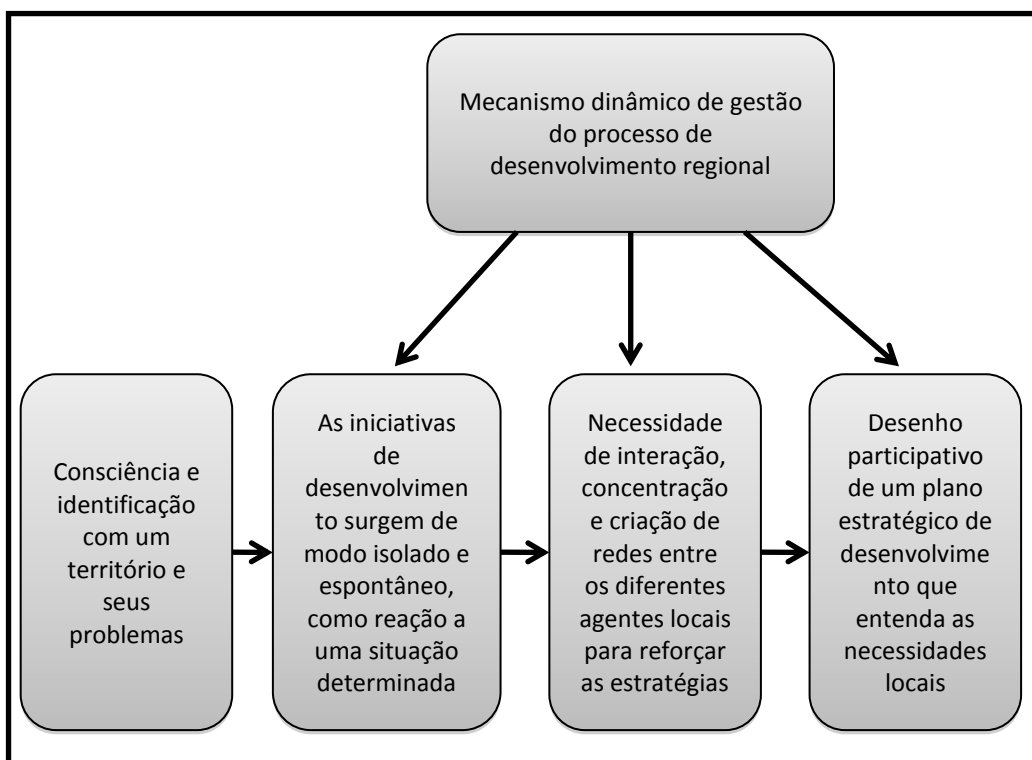 Mecanismo dinâmico de gestão
do processo de
desenvolvimento regional
Consciência e
identificação
com um
território e
seus
problemas
As iniciativas
de
desenvolvimen
to surgem de
modo isolado e
espontâneo,
como reação a
uma situação
determinada
Necessidade
de interação,
concentração
e criação de
redes entre
os diferentes
agentes locais
para reforçar
as estratégias
Desenho
participativo
de um plano
estratégico de
desenvolvime
nto que
entenda as
necessidades
locais